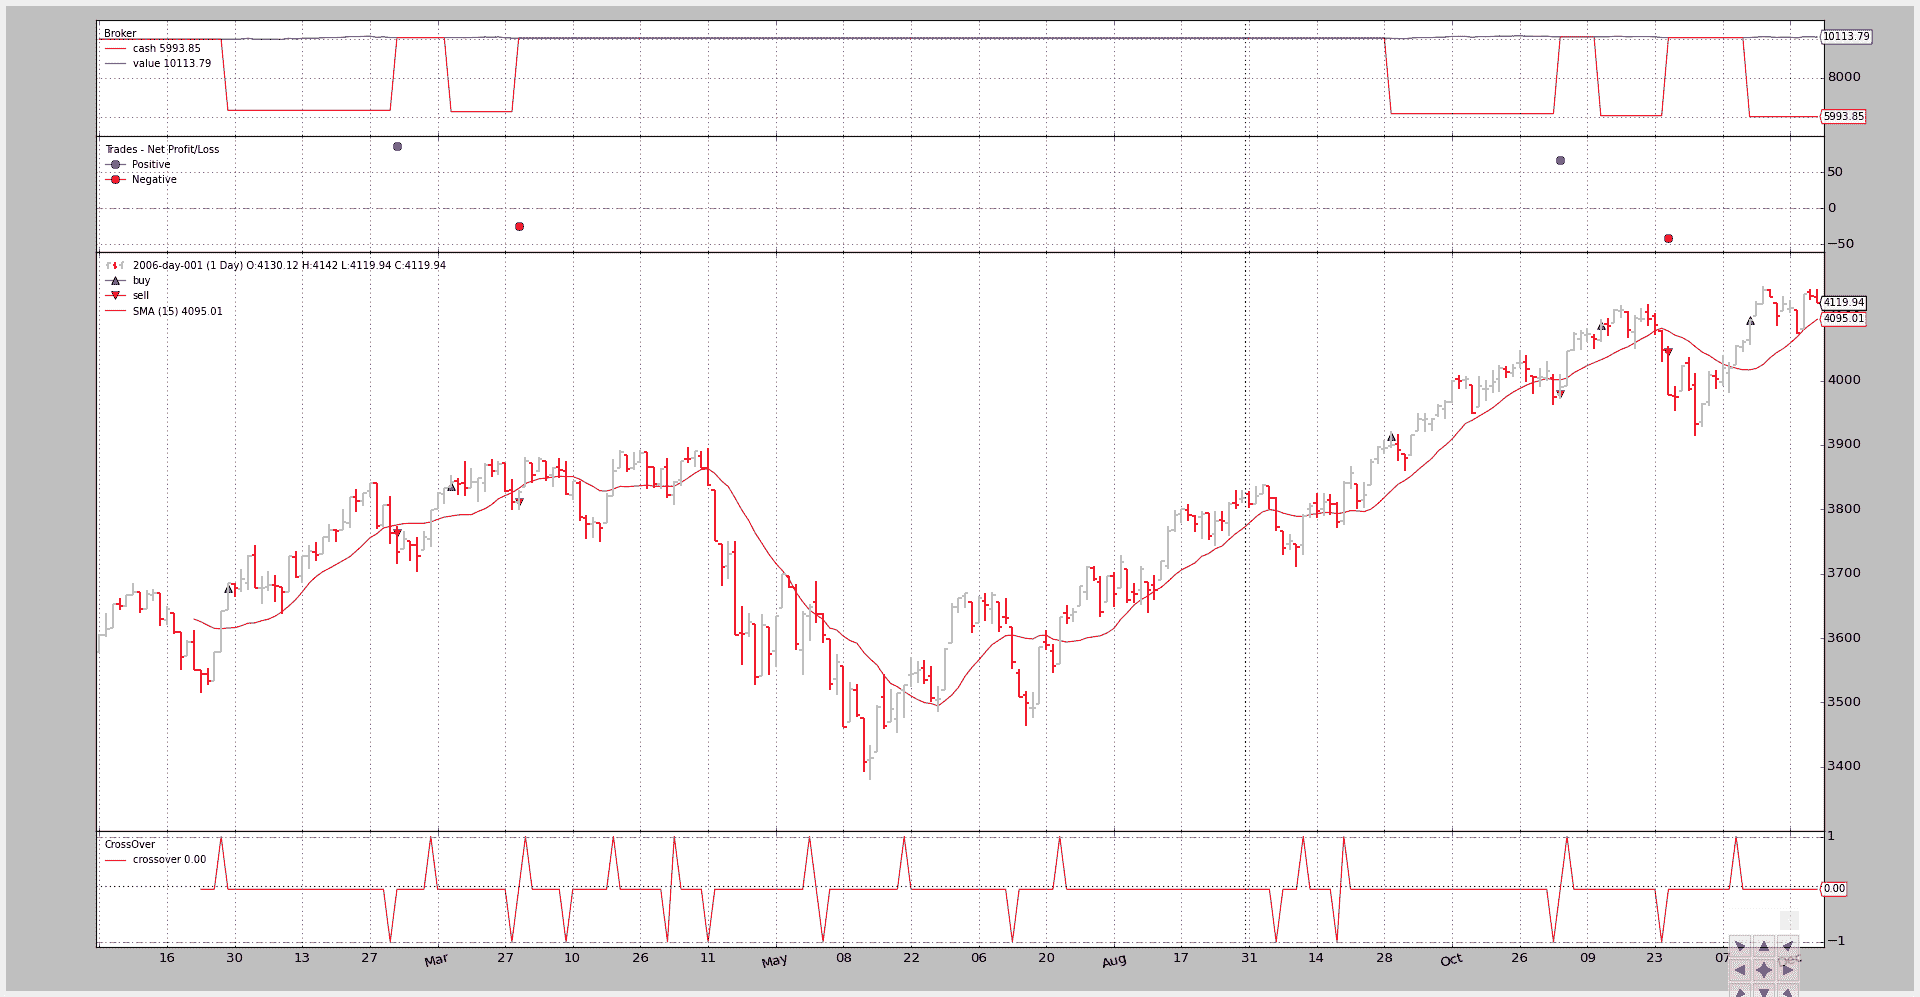 Broker
cash 5993.85
value 10113.79
10113.79
8000
5993.85
Trades - Net Profit/Loss
Positive
Negative
50
0
−50
2006-day-001 (1 Day) O:4130.12 H:4142 L:4119.94 C:4119.94
buy
sell
SMA (15) 4095.01
4119.94
4095.01
4000
3900
3800
3700
3600
3500
3400
CrossOver
crossover 0.00
1
0.00
−1
16 30 13 27 Mar 27 10 26 11 May 08 22 06 20 Aug 17 31 14 28 Oct 26 09 23 07 Dec